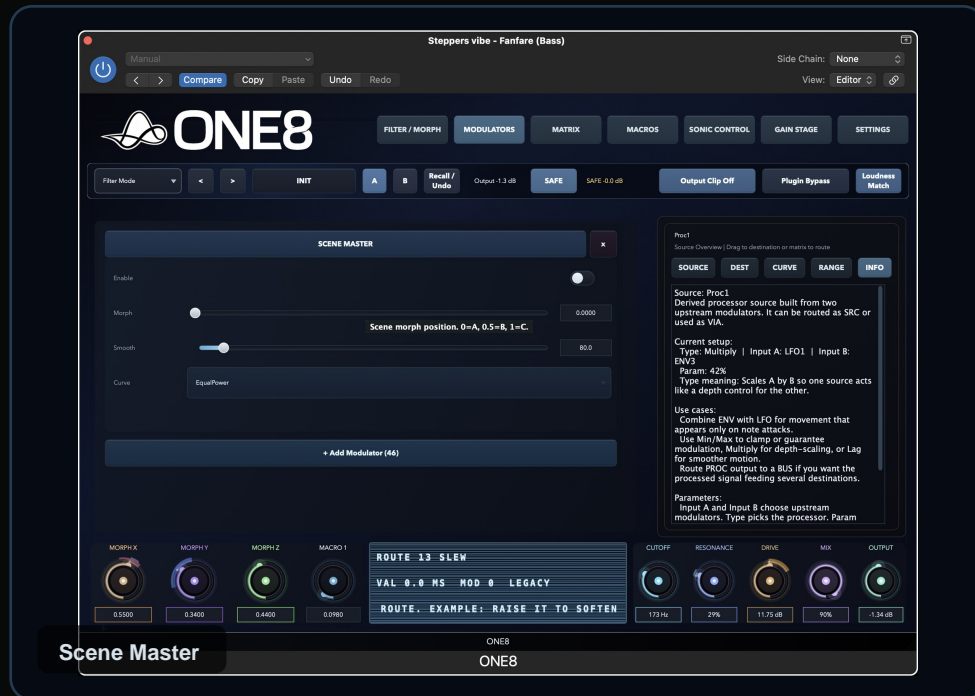 Steppers vibe - Fanfare (Bass)
Manual
Side Chain: None
Compare Copy Paste Undo Redo
View: Editor
ONE8
FILTER / MORPH MODULATORS MATRIX MACROS SONIC CONTROL GAIN STAGE SETTINGS
Filter Mode < > INIT A B Recall / Undo Output -1.3 dB SAFE SAFE -0.0 dB Output Clip Off Plugin Bypass Loudness Match
SCENE MASTER x
Enable
Morph 0.0000
Scene morph position. 0=A, 0.5=B, 1=C.
Smooth 80.0
Curve EqualPower
+ Add Modulator (46)
Proc1
Source Overview | Drag to destination or matrix to route
SOURCE DEST CURVE RANGE INFO
Source: Proc1
Derived processor source built from two
upstream modulators. It can be routed as SRC or
used as VIA.
Current setup:
Type: Multiply | Input A: LFO1 | Input B:
ENV3
Param: 42%
Type meaning: Scales A by B so one source acts
like a depth control for the other.
Use cases:
Combine ENV with LFO for movement that
appears only on note attacks.
Use Min/Max to clamp or guarantee
modulation, Multiply for depth-scaling, or Lag
for smoother motion.
Route PROC output to a BUS if you want the
processed signal feeding several destinations.
Parameters:
Input A and Input B choose upstream
modulators. Type picks the processor. Param
MORPH X MORPH Y MORPH Z MACRO 1
0.5500 0.3400 0.4400 0.0980
ROUTE 13 SLEW
VAL 0.0 MS MOD 0 LEGACY
ROUTE. EXAMPLE: RAISE IT TO SOFTEN
CUTOFF RESONANCE DRIVE MIX OUTPUT
173 Hz 29% 11.75 dB 90% -1.34 dB
ONE8
ONE8
Scene Master